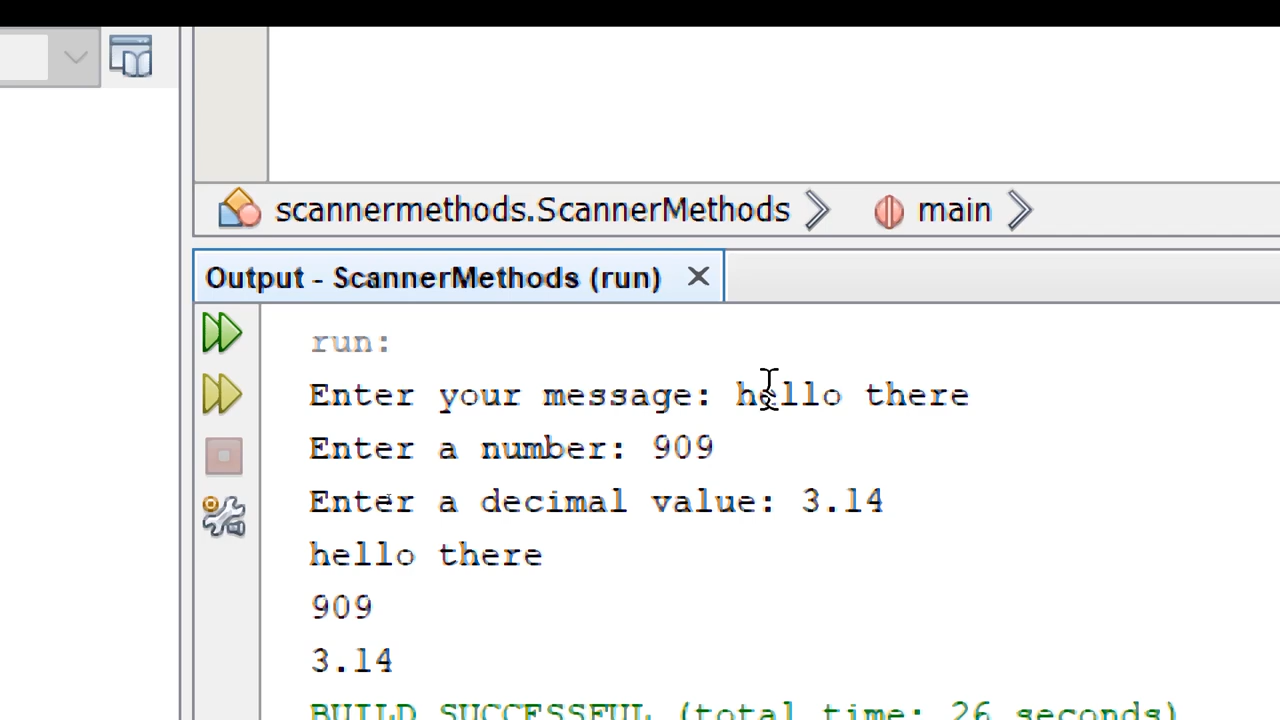 scannermethods.ScannerMethods main
Output - ScannerMethods (run)
run:
Enter your message: hello there
Enter a number: 909
Enter a decimal value: 3.14
hello there
909
3.14
BUILD SUCCESSFUL (total time: 26 seconds)